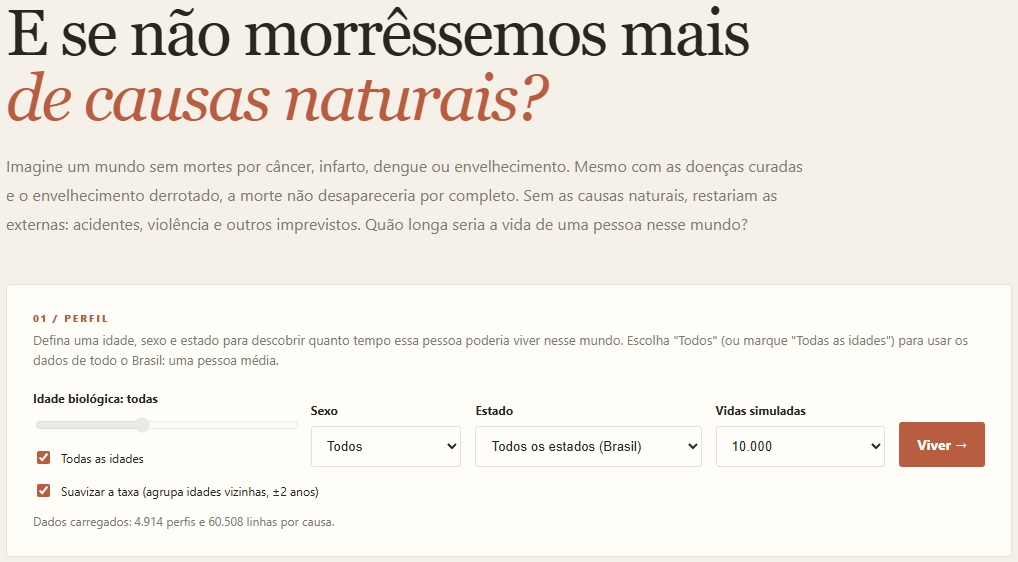 E se não morrêssemos mais
de causas naturais?
Imagine um mundo sem mortes por câncer, infarto, dengue ou envelhecimento. Mesmo com as doenças curadas
e o envelhecimento derrotado, a morte não desapareceria por completo. Sem as causas naturais, restariam as
externas: acidentes, violência e outros imprevistos. Quão longa seria a vida de uma pessoa nesse mundo?
01 / PERFIL
Defina uma idade, sexo e estado para descobrir quanto tempo essa pessoa poderia viver nesse mundo. Escolha "Todos" (ou marque "Todas as idades") para usar os
dados de todo o Brasil: uma pessoa média.
Idade biológica: todas
Sexo
Estado
Vidas simuladas
Todos
Todos os estados (Brasil)
10.000
Viver →
Todas as idades
Suavizar a taxa (agrupa idades vizinhas, ±2 anos)
Dados carregados: 4.914 perfis e 60.508 linhas por causa.